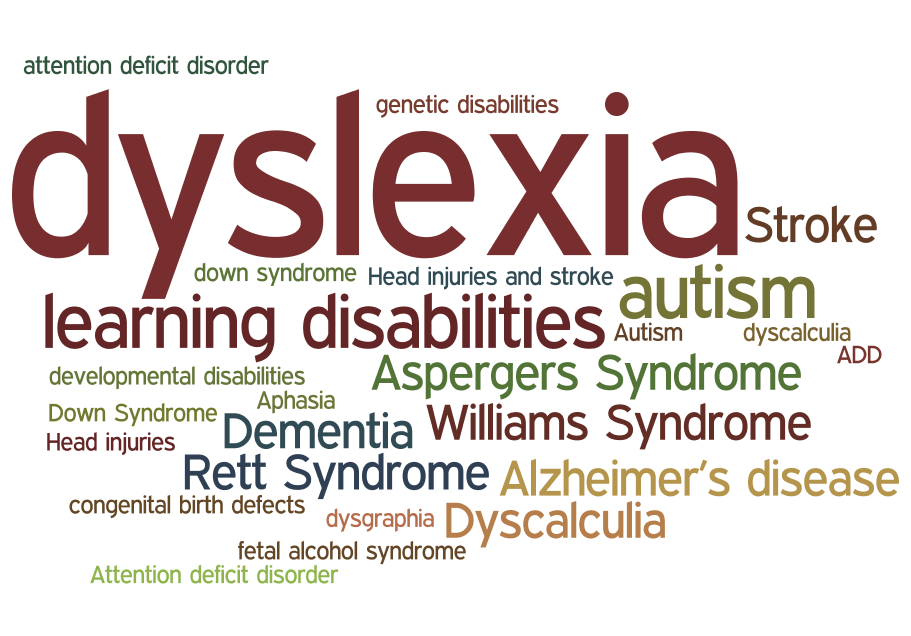 attention deficit disorder
genetic disabilities
dyslexia
Stroke
down syndrome
Head injuries and stroke
autism
learning disabilities
Autism
dyscalculia
ADD
developmental disabilities
Aspergers Syndrome
Aphasia
Down Syndrome
Dementia
Williams Syndrome
Head injuries
Rett Syndrome
Alzheimer's disease
congenital birth defects
dysgraphia
Dyscalculia
fetal alcohol syndrome
Attention deficit disorder